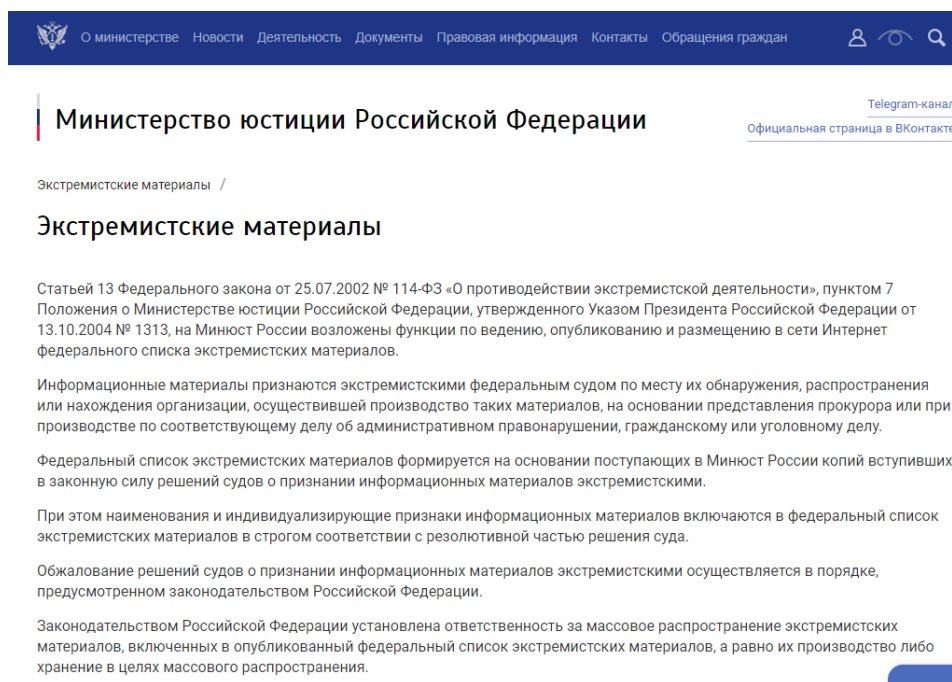 О министерстве Новости Деятельность Документы Правовая информация Контакты Обращения граждан
Telegram-канал
Министерство юстиции Российской Федерации
Официальная страница в ВКонтакте
Экстремистские материалы /
Экстремистские материалы
Статьей 13 Федерального закона от 25.07.2002 № 114-ФЗ «О противодействии экстремистской деятельности», пунктом 7
Положения о Министерстве юстиции Российской Федерации, утвержденного Указом Президента Российской Федерации от
13.10.2004 № 1313, на Минюст России возложены функции по ведению, опубликованию и размещению в сети Интернет
федерального списка экстремистских материалов.
Информационные материалы признаются экстремистскими федеральным судом по месту их обнаружения, распространения
или нахождения организации, осуществившей производство таких материалов, на основании представления прокурора или при
производстве по соответствующему делу об административном правонарушении, гражданскому или уголовному делу.
Федеральный список экстремистских материалов формируется на основании поступающих в Минюст России копий вступивших
в законную силу решений судов о признании информационных материалов экстремистскими.
При этом наименования и индивидуализирующие признаки информационных материалов включаются в федеральный список
экстремистских материалов в строгом соответствии с резолютивной частью решения суда.
Обжалование решений судов о признании информационных материалов экстремистскими осуществляется в порядке,
предусмотренном законодательством Российской Федерации.
Законодательством Российской Федерации установлена ответственность за массовое распространение экстремистских
материалов, включенных в опубликованный федеральный список экстремистских материалов, а равно их производство либо
хранение в целях массового распространения.